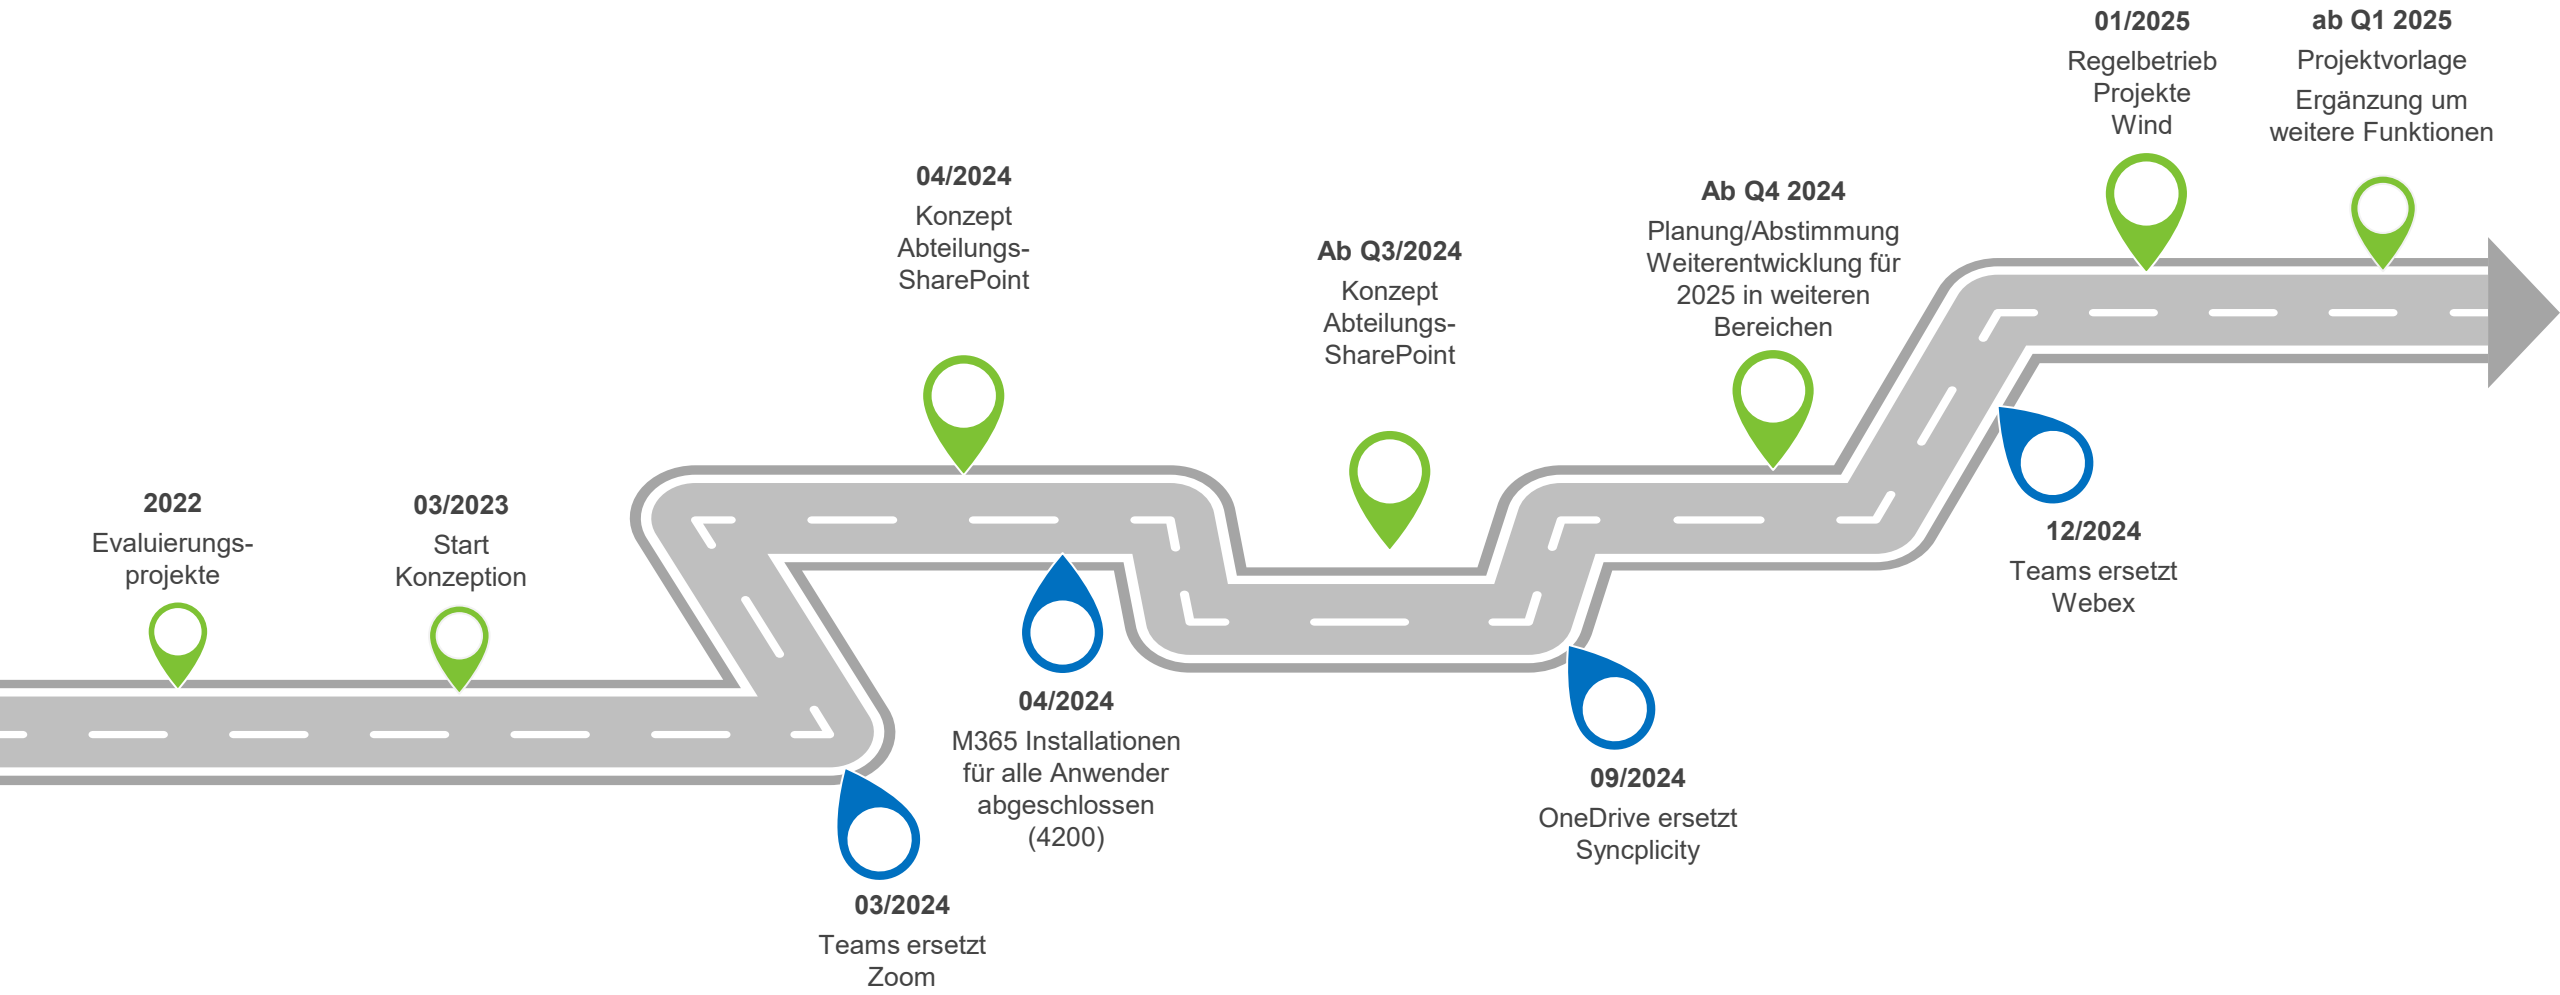 2022
Evaluierungs-
projekte
03/2023
Start
Konzeption
03/2024
Teams ersetzt
Zoom
04/2024
Konzept
Abteilungs-
SharePoint
04/2024
M365 Installationen
für alle Anwender
abgeschlossen
(4200)
Ab Q3/2024
Konzept
Abteilungs-
SharePoint
09/2024
OneDrive ersetzt
Syncplicity
Ab Q4 2024
Planung/Abstimmung
Weiterentwicklung für
2025 in weiteren
Bereichen
12/2024
Teams ersetzt
Webex
01/2025
Regelbetrieb
Projekte
Wind
ab Q1 2025
Projektvorlage
Ergänzung um
weitere Funktionen